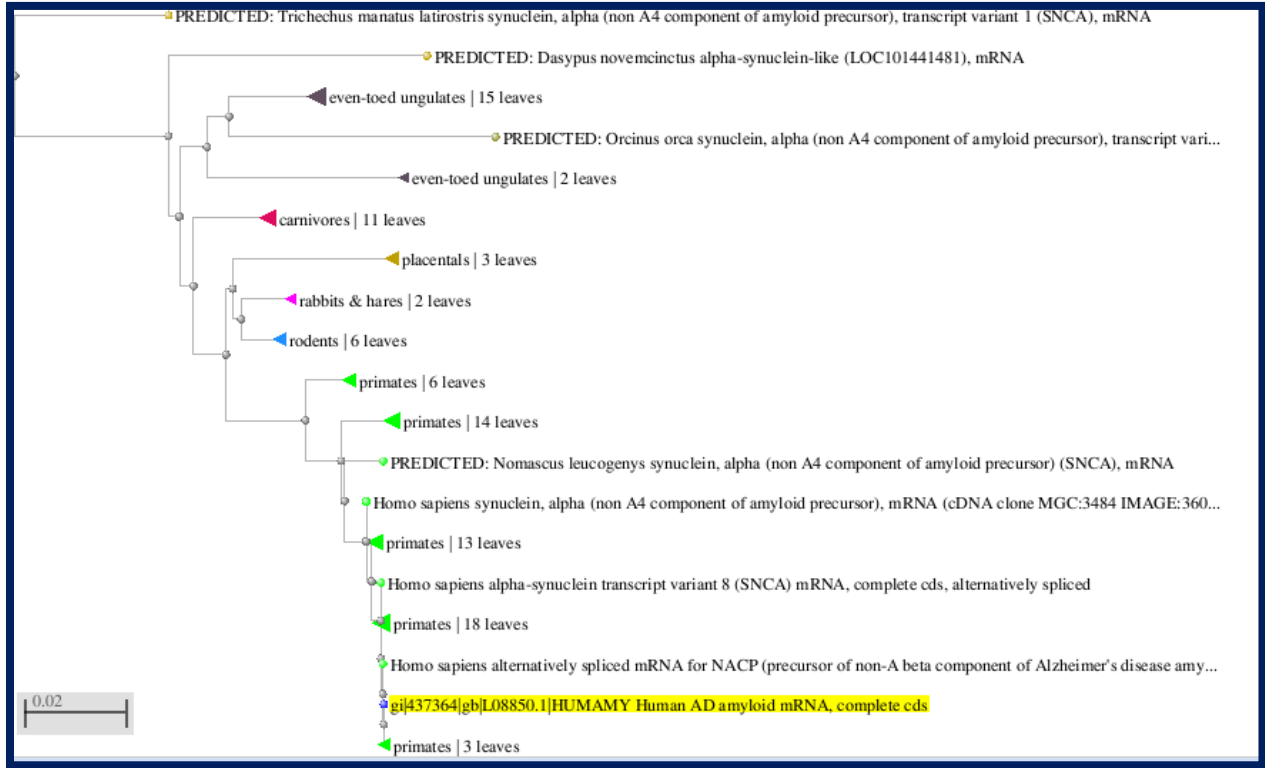 PREDICTED: Trichechus manatus latirostris synuclein, alpha (non A4 component of amyloid precursor), transcript variant 1 (SNCA), mRNA
PREDICTED: Dasypus novemcinctus alpha-synuclein-like (LOC101441481), mRNA
even-toed ungulates | 15 leaves
PREDICTED: Orcinus orca synuclein, alpha (non A4 component of amyloid precursor), transcript vari...
even-toed ungulates | 2 leaves
carnivores | 11 leaves
placentals | 3 leaves
rabbits & hares | 2 leaves
rodents | 6 leaves
primates | 6 leaves
primates | 14 leaves
PREDICTED: Nomascus leucogenys synuclein, alpha (non A4 component of amyloid precursor) (SNCA), mRNA
Homo sapiens synuclein, alpha (non A4 component of amyloid precursor), mRNA (cDNA clone MGC:3484 IMAGE:360...
primates | 13 leaves
Homo sapiens alpha-synuclein transcript variant 8 (SNCA) mRNA, complete cds, alternatively spliced
primates | 18 leaves
Homo sapiens alternatively spliced mRNA for NACP (precursor of non-A beta component of Alzheimer's disease amy...
0.02
gi|437364|gb|L08850.1|HUMAMY Human AD amyloid mRNA, complete cds
primates | 3 leaves